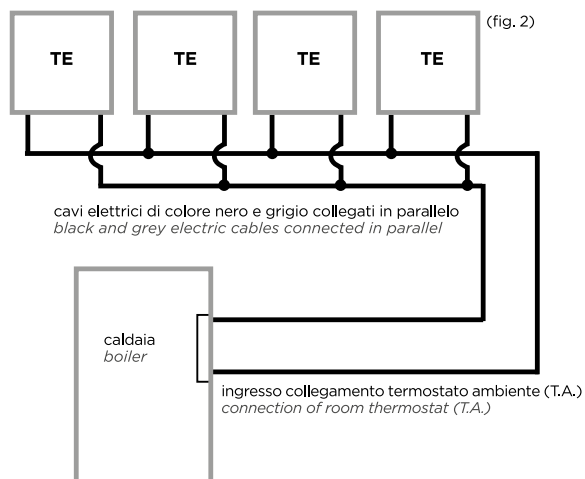 (fig. 2)
TE TE TE TE
cavi elettrici di colore nero e grigio collegati in parallelo
black and grey electric cables connected in parallel
caldaia
boiler
ingresso collegamento termostato ambiente (T.A.)
connection of room thermostat (T.A.)